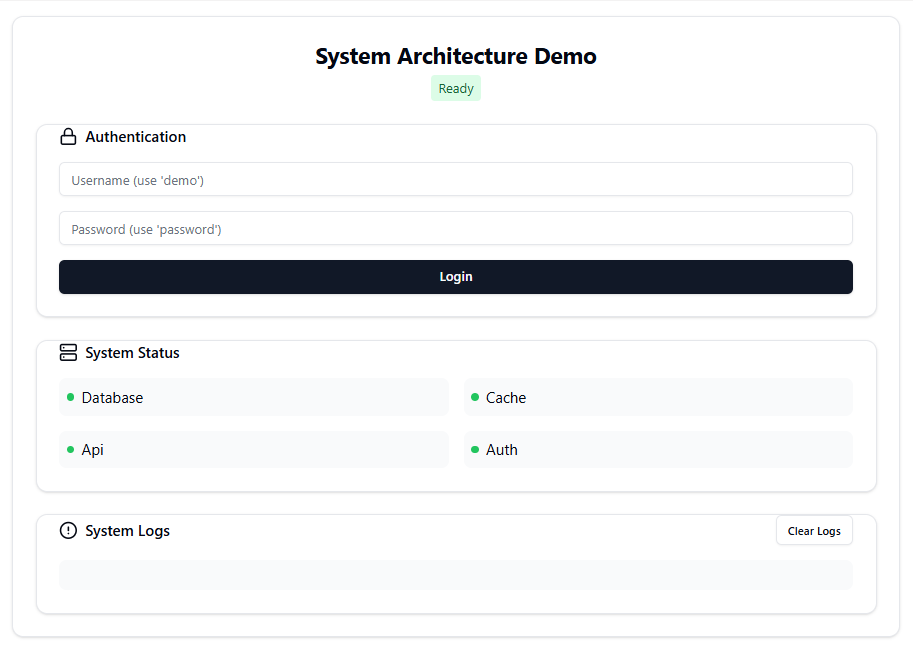 System Architecture Demo
Ready
Authentication
Username (use 'demo')
Password (use 'password')
Login
System Status
Database
Cache
Api
Auth
System Logs
Clear Logs